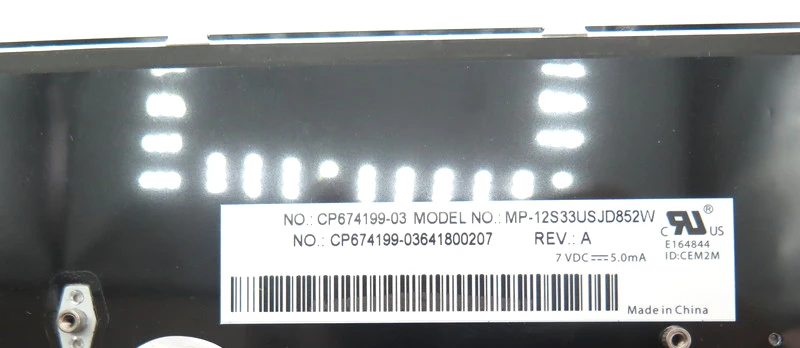 NO.: CP674199-03 MODEL NO.: MP-12S33USJD852W
NO.: CP674199-03641800207 REV.: A
C RU ® US
E164844
7 VDC⎓5.0mA ID:CEM2M
Made in China